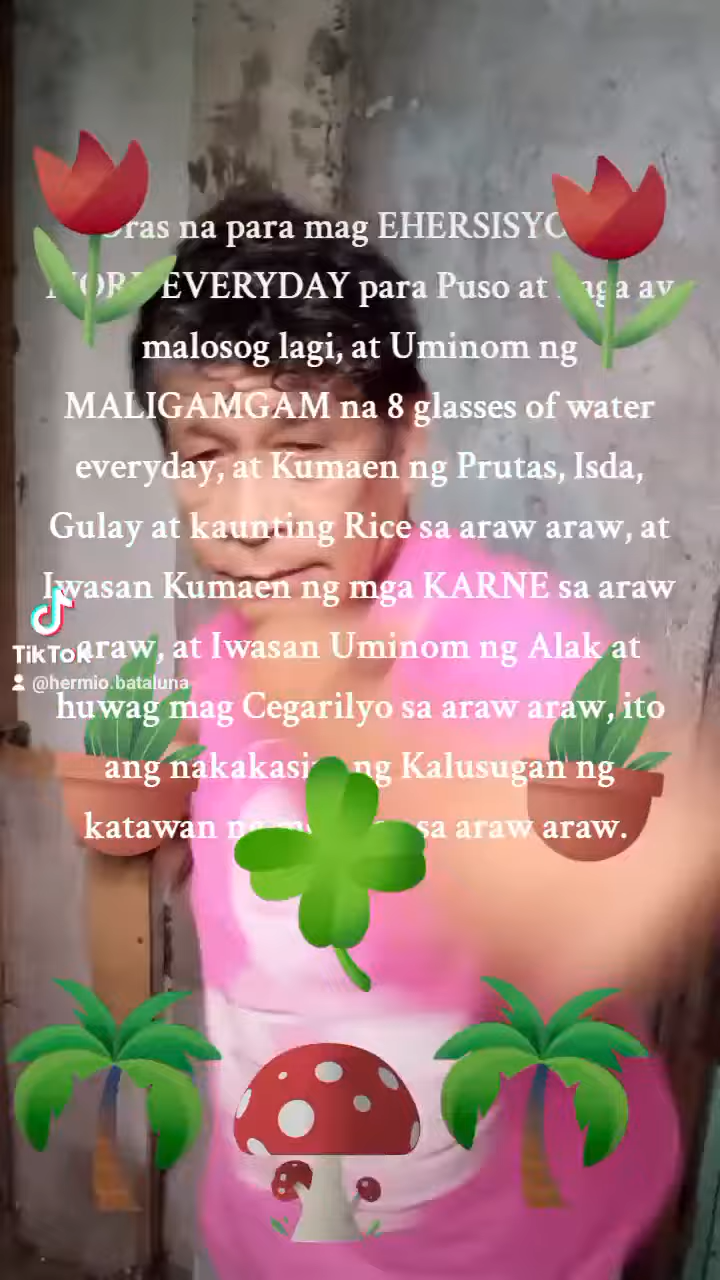 na para mag EHERSISYO
EVERYDAY para Puso at
malosog lagi, at Uminom ng
MALIGAMGAM na 8 glasses of water
everyday, at Kumaen ng Prutas, Isda,
Gulay at kaunting Rice sa araw araw, at
Iwasan Kumaen ng mga KARNE sa araw
araw, at Iwasan Uminom ng Alak at
huwag mag Cegarilyo sa araw araw, ito
ang ng Kalusugan ng
katawan sa araw araw.
TikTok
@hermio.bataluna